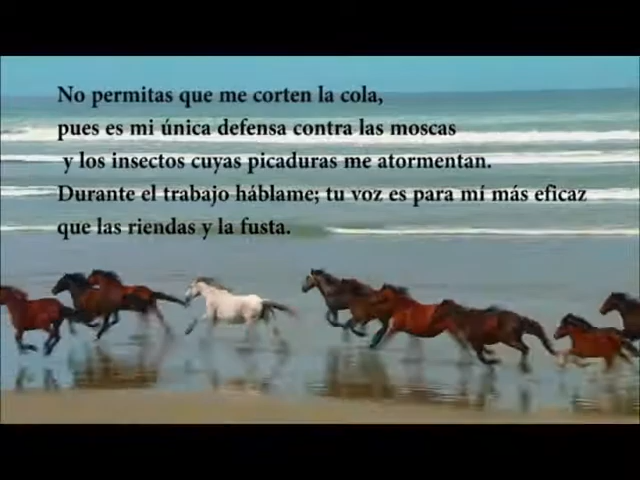 No permitas que me corten la cola,
pues es mi única defensa contra las moscas
y los insectos cuyas picaduras me atormentan.
Durante el trabajo háblame; tu voz es para mí más eficaz
que las riendas y la fusta.